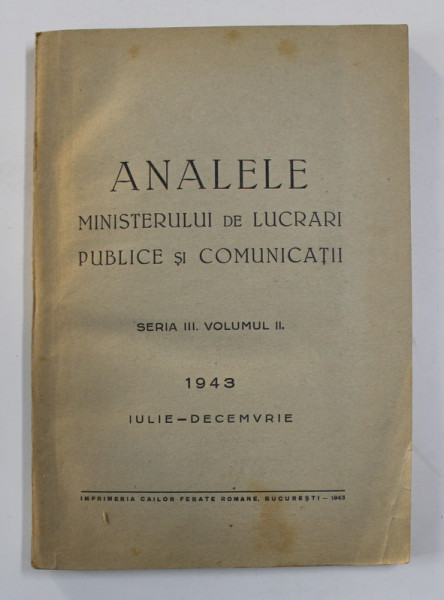 ANALELE
MINISTERULUI DE LUCRARI
PUBLICE ȘI COMUNICAȚII
SERIA III. VOLUMUL II.
1943
IULIE—DECEMVRIE
IMPRIMERIA CAILOR FERATE ROMANE, BUCUREȘTI — 1943